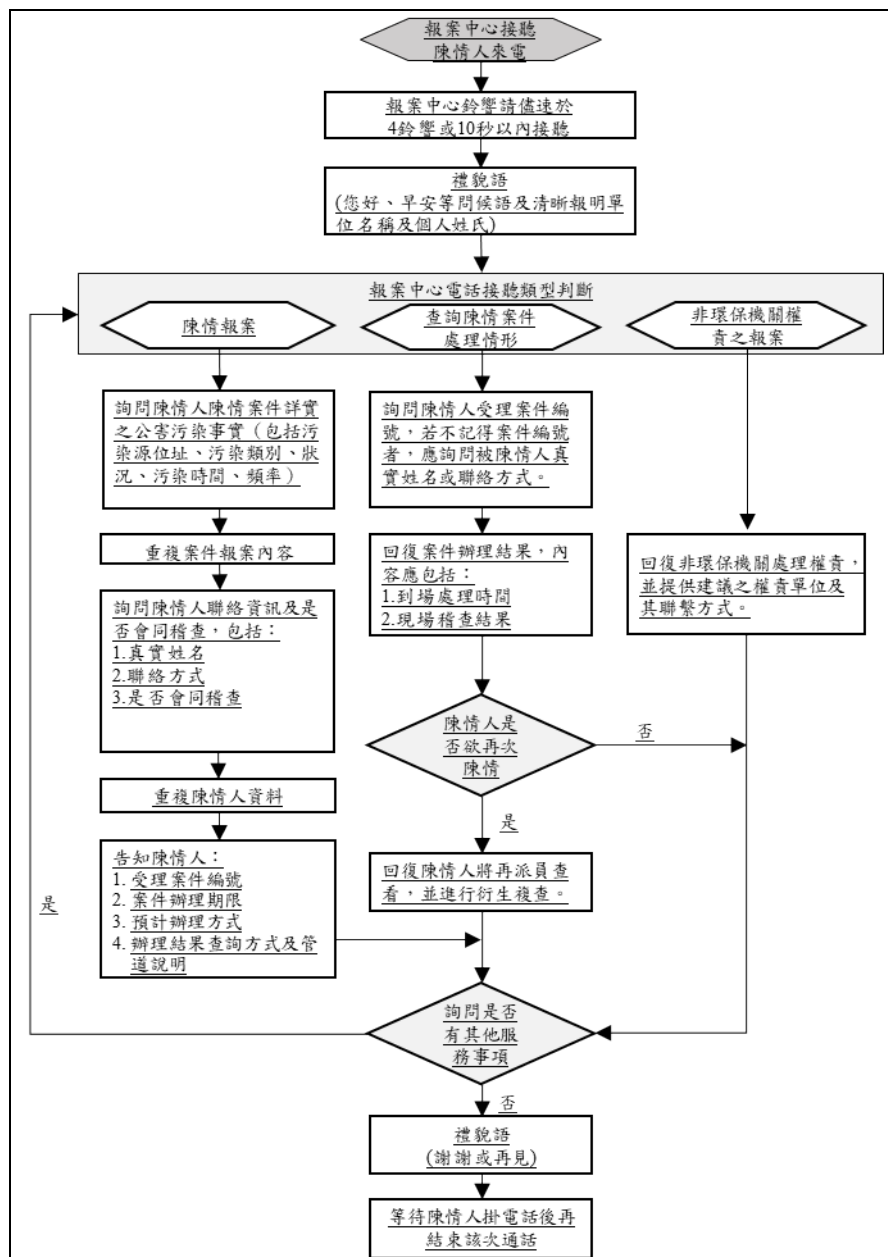 報案中心接聽
陳情人來電
報案中心鈴響請儘速於
4鈴響或10秒以內接聽
禮貌語
(您好、早安等問候語及清晰報明單
位名稱及個人姓氏)
報案中心電話接聽類型判斷
陳情報案
查詢陳情案件
處理情形
非環保機關權
責之報案
詢問陳情人陳情案件詳實
之公害污染事實（包括污
染源位址、污染類別、狀
況、污染時間、頻率）
重複案件報案內容
詢問陳情人聯絡資訊及是
否會同稽查，包括：
1.真實姓名
2.聯絡方式
3.是否會同稽查
重複陳情人資料
告知陳情人：
1. 受理案件編號
2. 案件辦理期限
3. 預計辦理方式
4. 辦理結果查詢方式及管
道說明
詢問陳情人受理案件編
號，若不記得案件編號
者，應詢問被陳情人真
實姓名或聯絡方式。
回復案件辦理結果，內
容應包括：
1.到場處理時間
2.現場稽查結果
陳情人是
否欲再次
陳情
否
是
回復陳情人將再派員查
看，並進行衍生複查。
回復非環保機關處理權責，
並提供建議之權責單位及
其聯繫方式。
詢問是否
有其他服
務事項
是
否
禮貌語
(謝謝或再見)
等待陳情人掛電話後再
結束該次通話